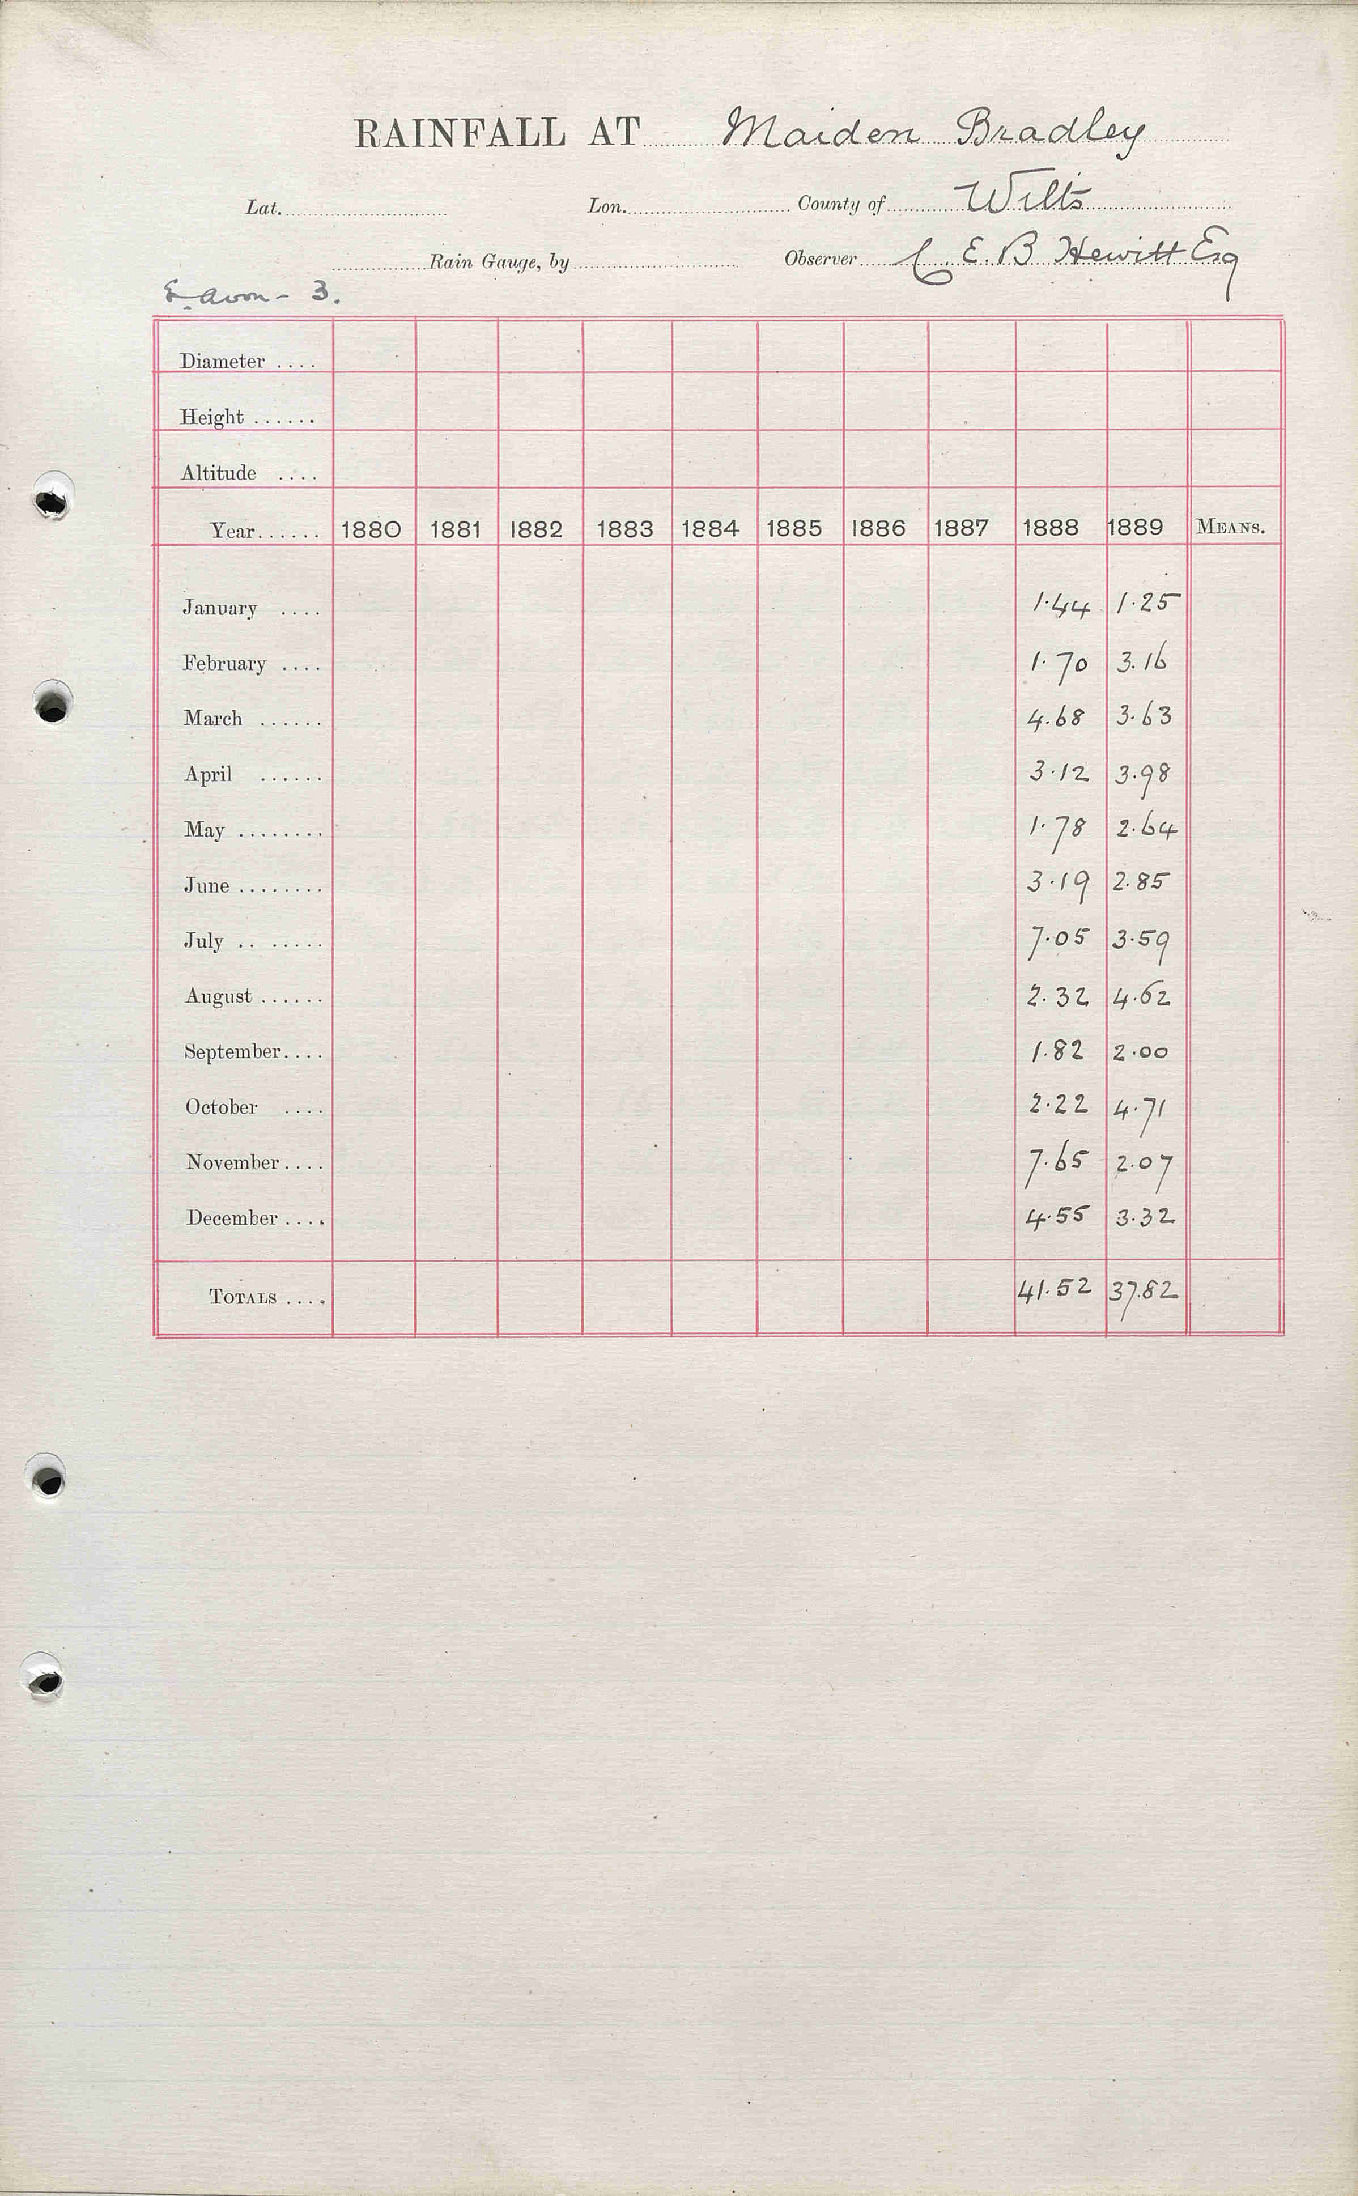 RAINFALL AT Maiden Bradley
Lat. Lon. County of Wilts
Rain Gauge, by Observer C. E. B Hewitt Esq
E. Avon - 3.
Diameter ....
Height ......
Altitude ....
Year...... 1880 1881 1882 1883 1884 1885 1886 1887 1888 1889 MEANS.
January .... 1.44 1.25
February .... 1.70 3.16
March ...... 4.68 3.63
April ...... 3.12 3.98
May ........ 1.78 2.64
June ........ 3.19 2.85
July .. ..... 7.05 3.59
August ...... 2.32 4.62
September.... 1.82 2.00
October .... 2.22 4.71
November.... 7.65 2.07
December .... 4.55 3.32
TOTALS .... 41.52 37.82